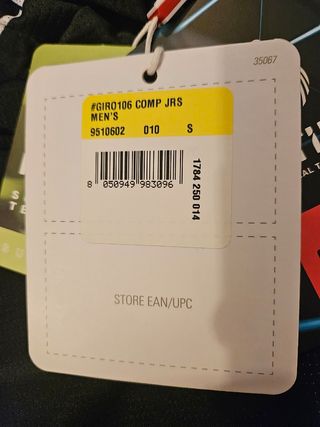 35067
#GIRO106 COMP JRS
MEN'S
9510602 010 S
8 050949 983096
1784 250 014
STORE EAN/UPC